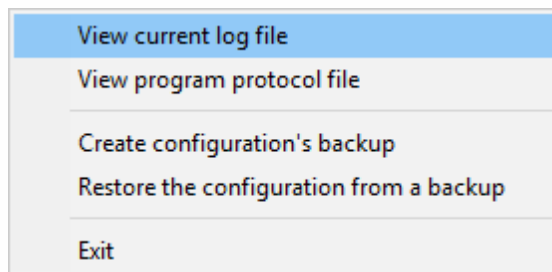 View current log file
View program protocol file
Create configuration's backup
Restore the configuration from a backup
Exit